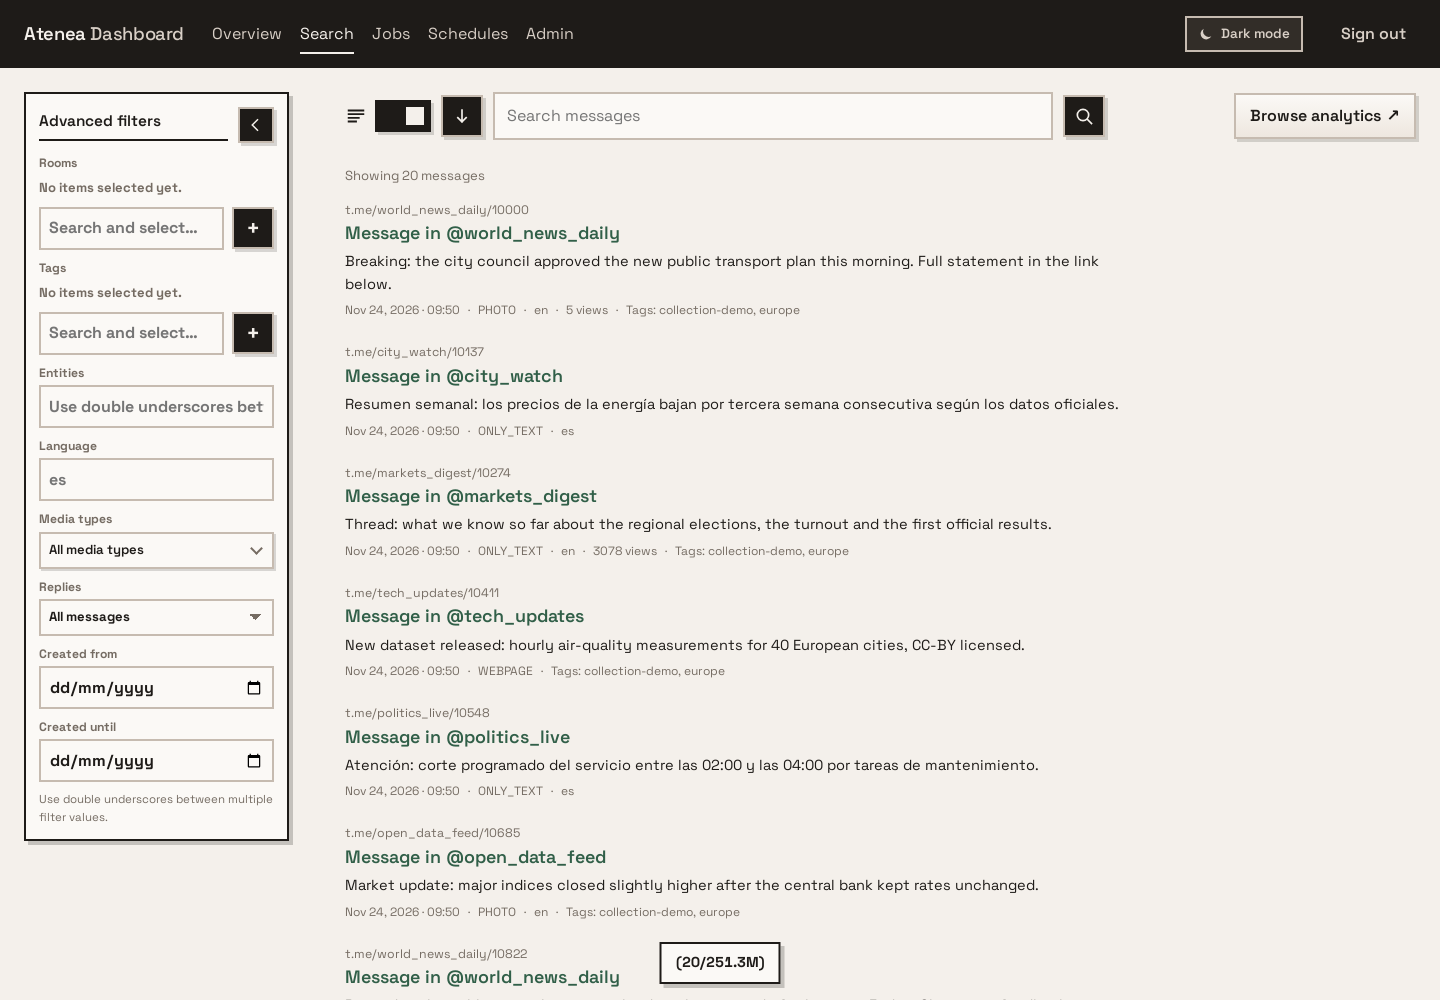 Atenea Dashboard
Overview
Search
Jobs
Schedules
Admin
Dark mode
Sign out
Advanced filters
Rooms
No items selected yet.
Search and select...
+
Tags
No items selected yet.
Search and select...
+
Entities
Use double underscores bet
Language
es
Media types
All media types
Replies
All messages
Created from
dd/mm/yyyy
Created until
dd/mm/yyyy
Use double underscores between multiple
filter values.
Search messages
Browse analytics ↗
Showing 20 messages
t.me/world_news_daily/10000
Message in @world_news_daily
Breaking: the city council approved the new public transport plan this morning. Full statement in the link
below.
Nov 24, 2026 · 09:50 · PHOTO · en · 5 views · Tags: collection-demo, europe
t.me/city_watch/10137
Message in @city_watch
Resumen semanal: los precios de la energía bajan por tercera semana consecutiva según los datos oficiales.
Nov 24, 2026 · 09:50 · ONLY_TEXT · es
t.me/markets_digest/10274
Message in @markets_digest
Thread: what we know so far about the regional elections, the turnout and the first official results.
Nov 24, 2026 · 09:50 · ONLY_TEXT · en · 3078 views · Tags: collection-demo, europe
t.me/tech_updates/10411
Message in @tech_updates
New dataset released: hourly air-quality measurements for 40 European cities, CC-BY licensed.
Nov 24, 2026 · 09:50 · WEBPAGE · Tags: collection-demo, europe
t.me/politics_live/10548
Message in @politics_live
Atención: corte programado del servicio entre las 02:00 y las 04:00 por tareas de mantenimiento.
Nov 24, 2026 · 09:50 · ONLY_TEXT · es
t.me/open_data_feed/10685
Message in @open_data_feed
Market update: major indices closed slightly higher after the central bank kept rates unchanged.
Nov 24, 2026 · 09:50 · PHOTO · en · Tags: collection-demo, europe
t.me/world_news_daily/10822
Message in @world_news_daily
(20/251.3M)